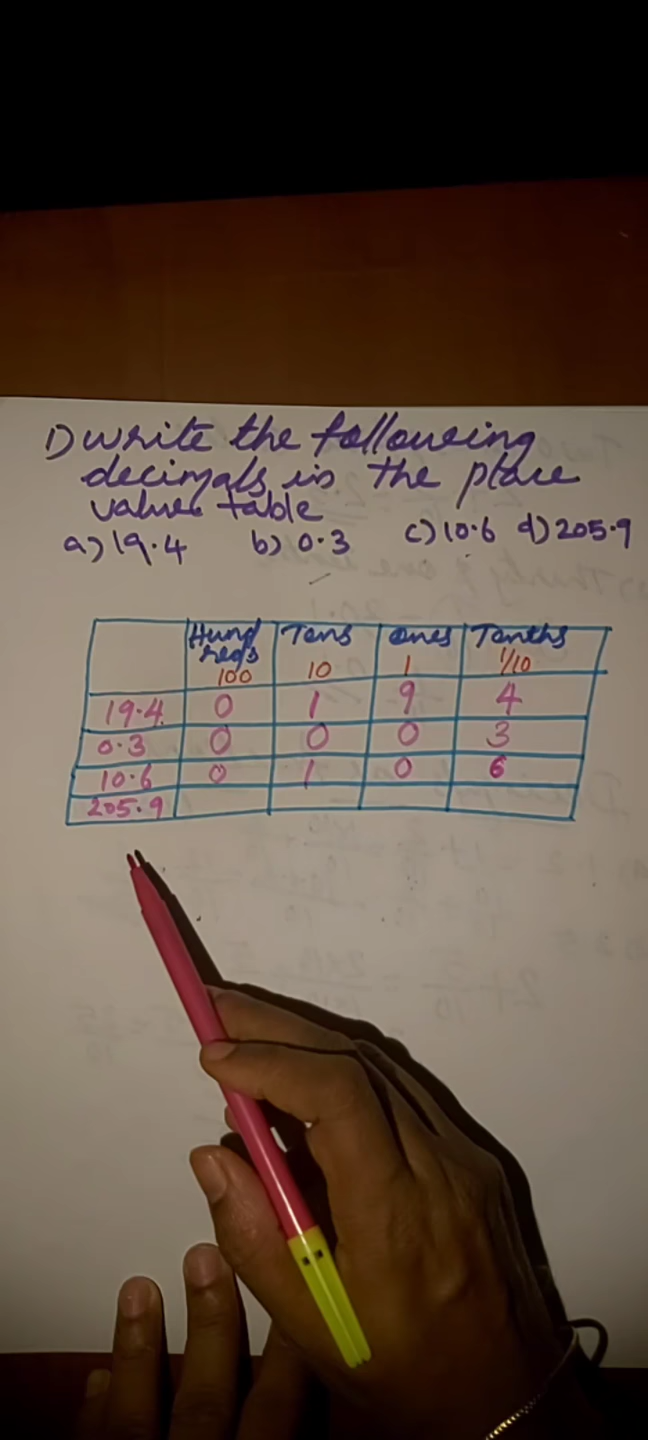 1) write the following
decimals in the place
value table
a) 19.4 b) 0.3 c) 10.6 d) 205.9
Hund Tens ones Tenths
reds
100 10 1 1/10
19.4 0 1 9 4
0.3 0 0 0 3
10.6 0 1 0 6
205.9